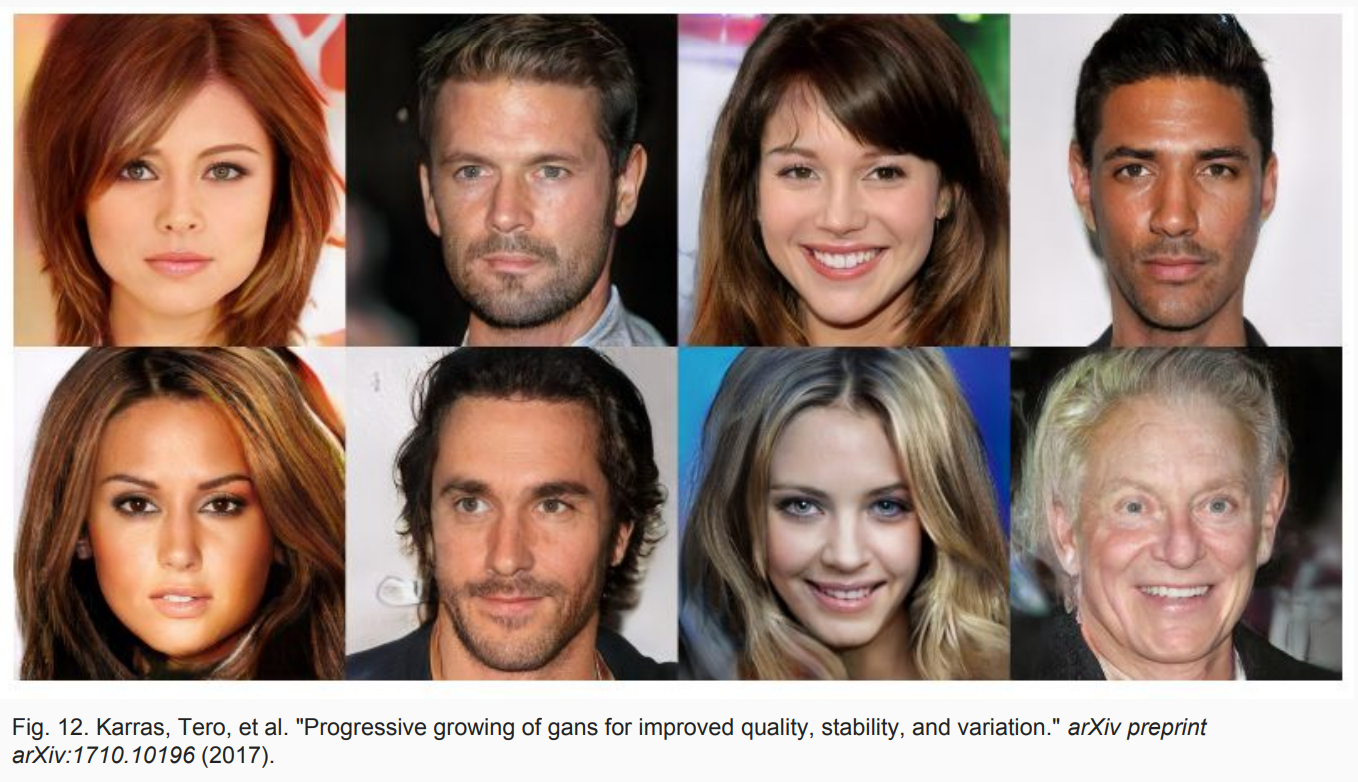 Fig. 12. Karras, Tero, et al. "Progressive growing of gans for improved quality, stability, and variation." arXiv preprint
arXiv:1710.10196 (2017).